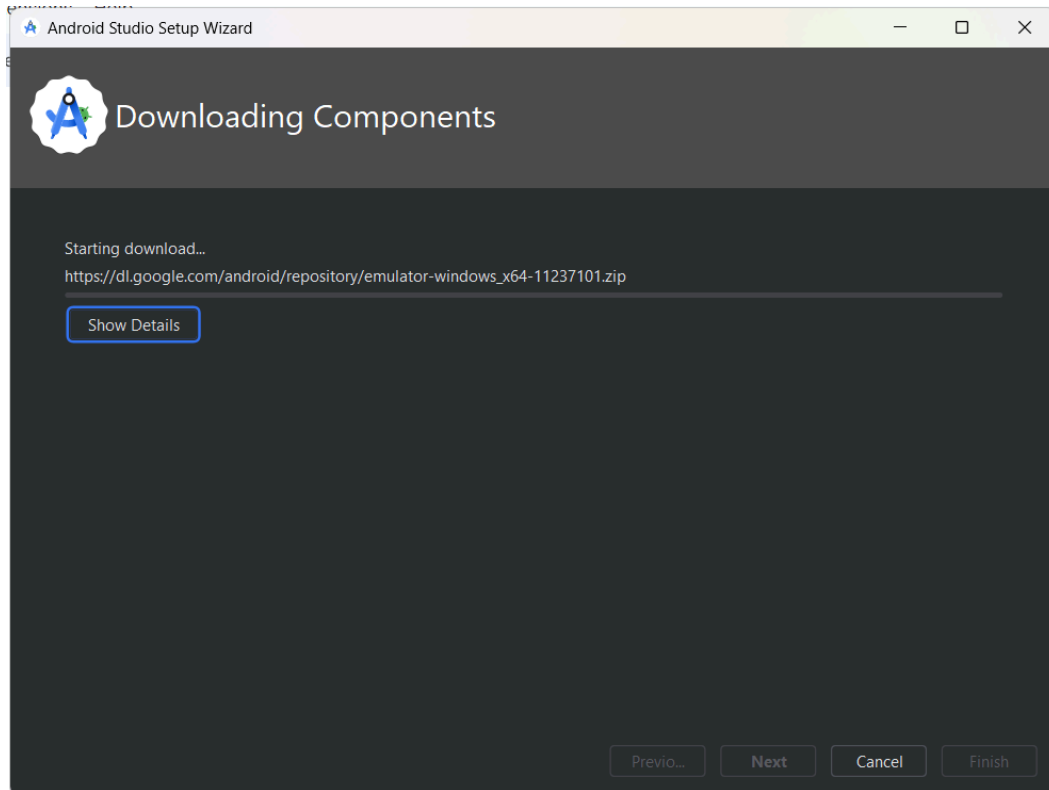 Android Studio Setup Wizard
Downloading Components
Starting download...
https://dl.google.com/android/repository/emulator-windows_x64-11237101.zip
Show Details
Previo...
Next
Cancel
Finish